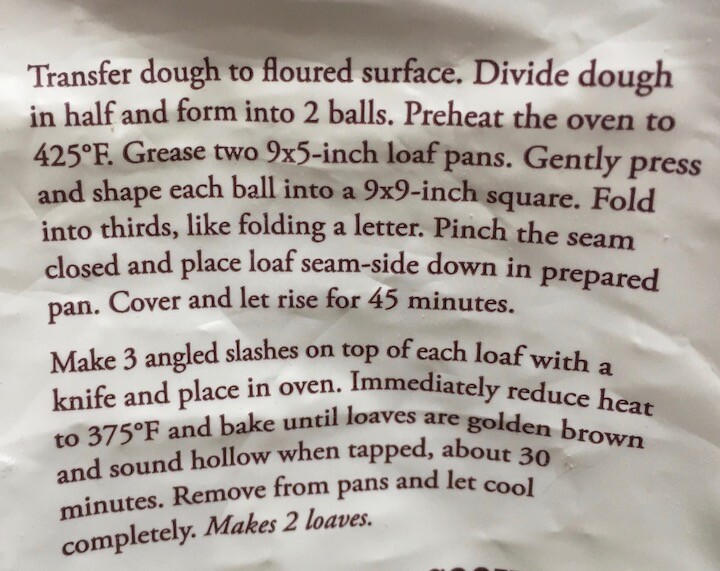 Transfer dough to floured surface. Divide dough
in half and form into 2 balls. Preheat the oven to
425°F. Grease two 9x5-inch loaf pans. Gently press
and shape each ball into a 9x9-inch square. Fold
into thirds, like folding a letter. Pinch the seam
closed and place loaf seam-side down in prepared
pan. Cover and let rise for 45 minutes.
Make 3 angled slashes on top of each loaf with a
knife and place in oven. Immediately reduce heat
to 375°F and bake until loaves are golden brown
and sound hollow when tapped, about 30
minutes. Remove from pans and let cool
completely. Makes 2 loaves.